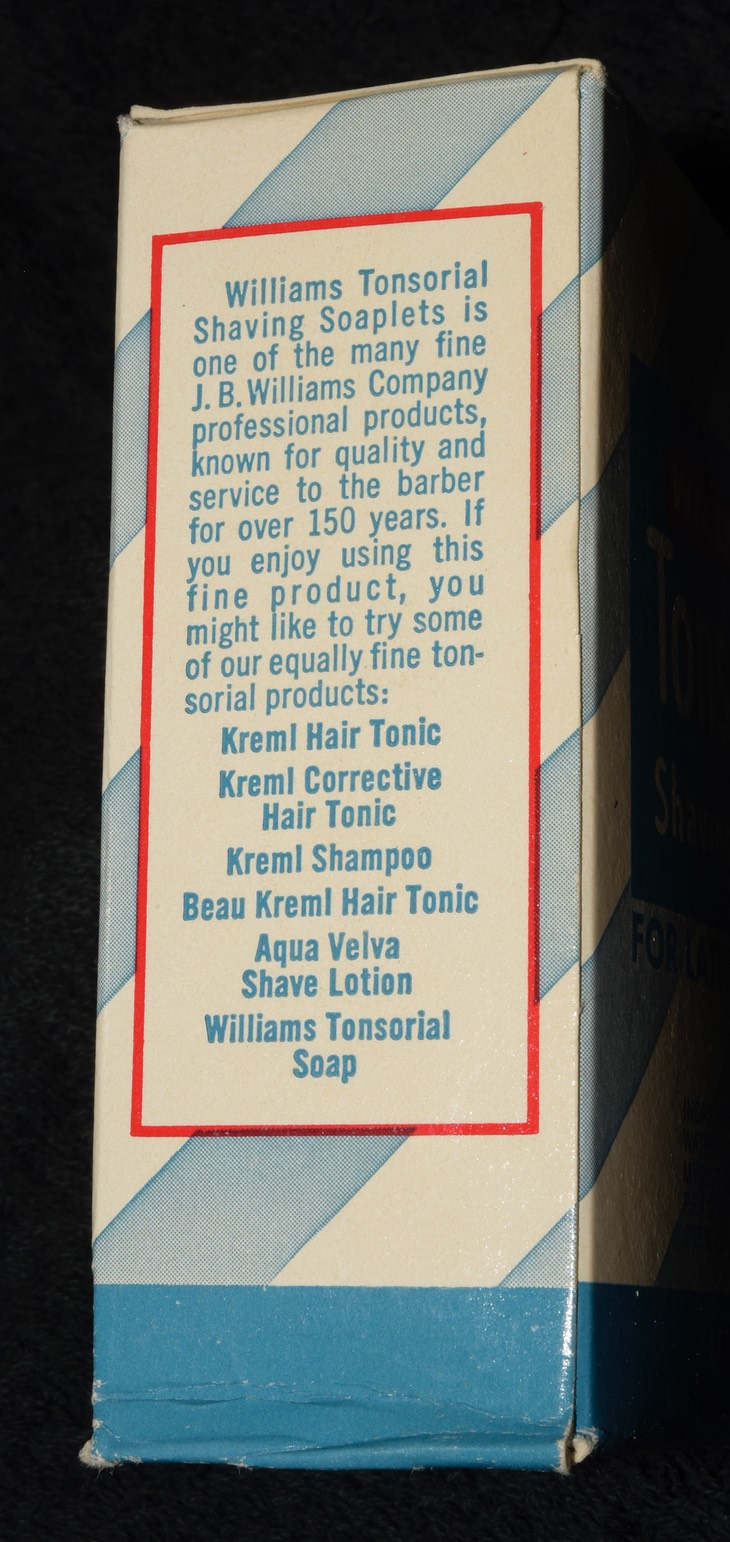 Williams Tonsorial
Shaving Soaplets is
one of the many fine
J. B. Williams Company
professional products,
known for quality and
service to the barber
for over 150 years. If
you enjoy using this
fine product, you
might like to try some
of our equally fine ton-
sorial products:
Kreml Hair Tonic
Kreml Corrective
Hair Tonic
Kreml Shampoo
Beau Kreml Hair Tonic
Aqua Velva
Shave Lotion
Williams Tonsorial
Soap
FOR